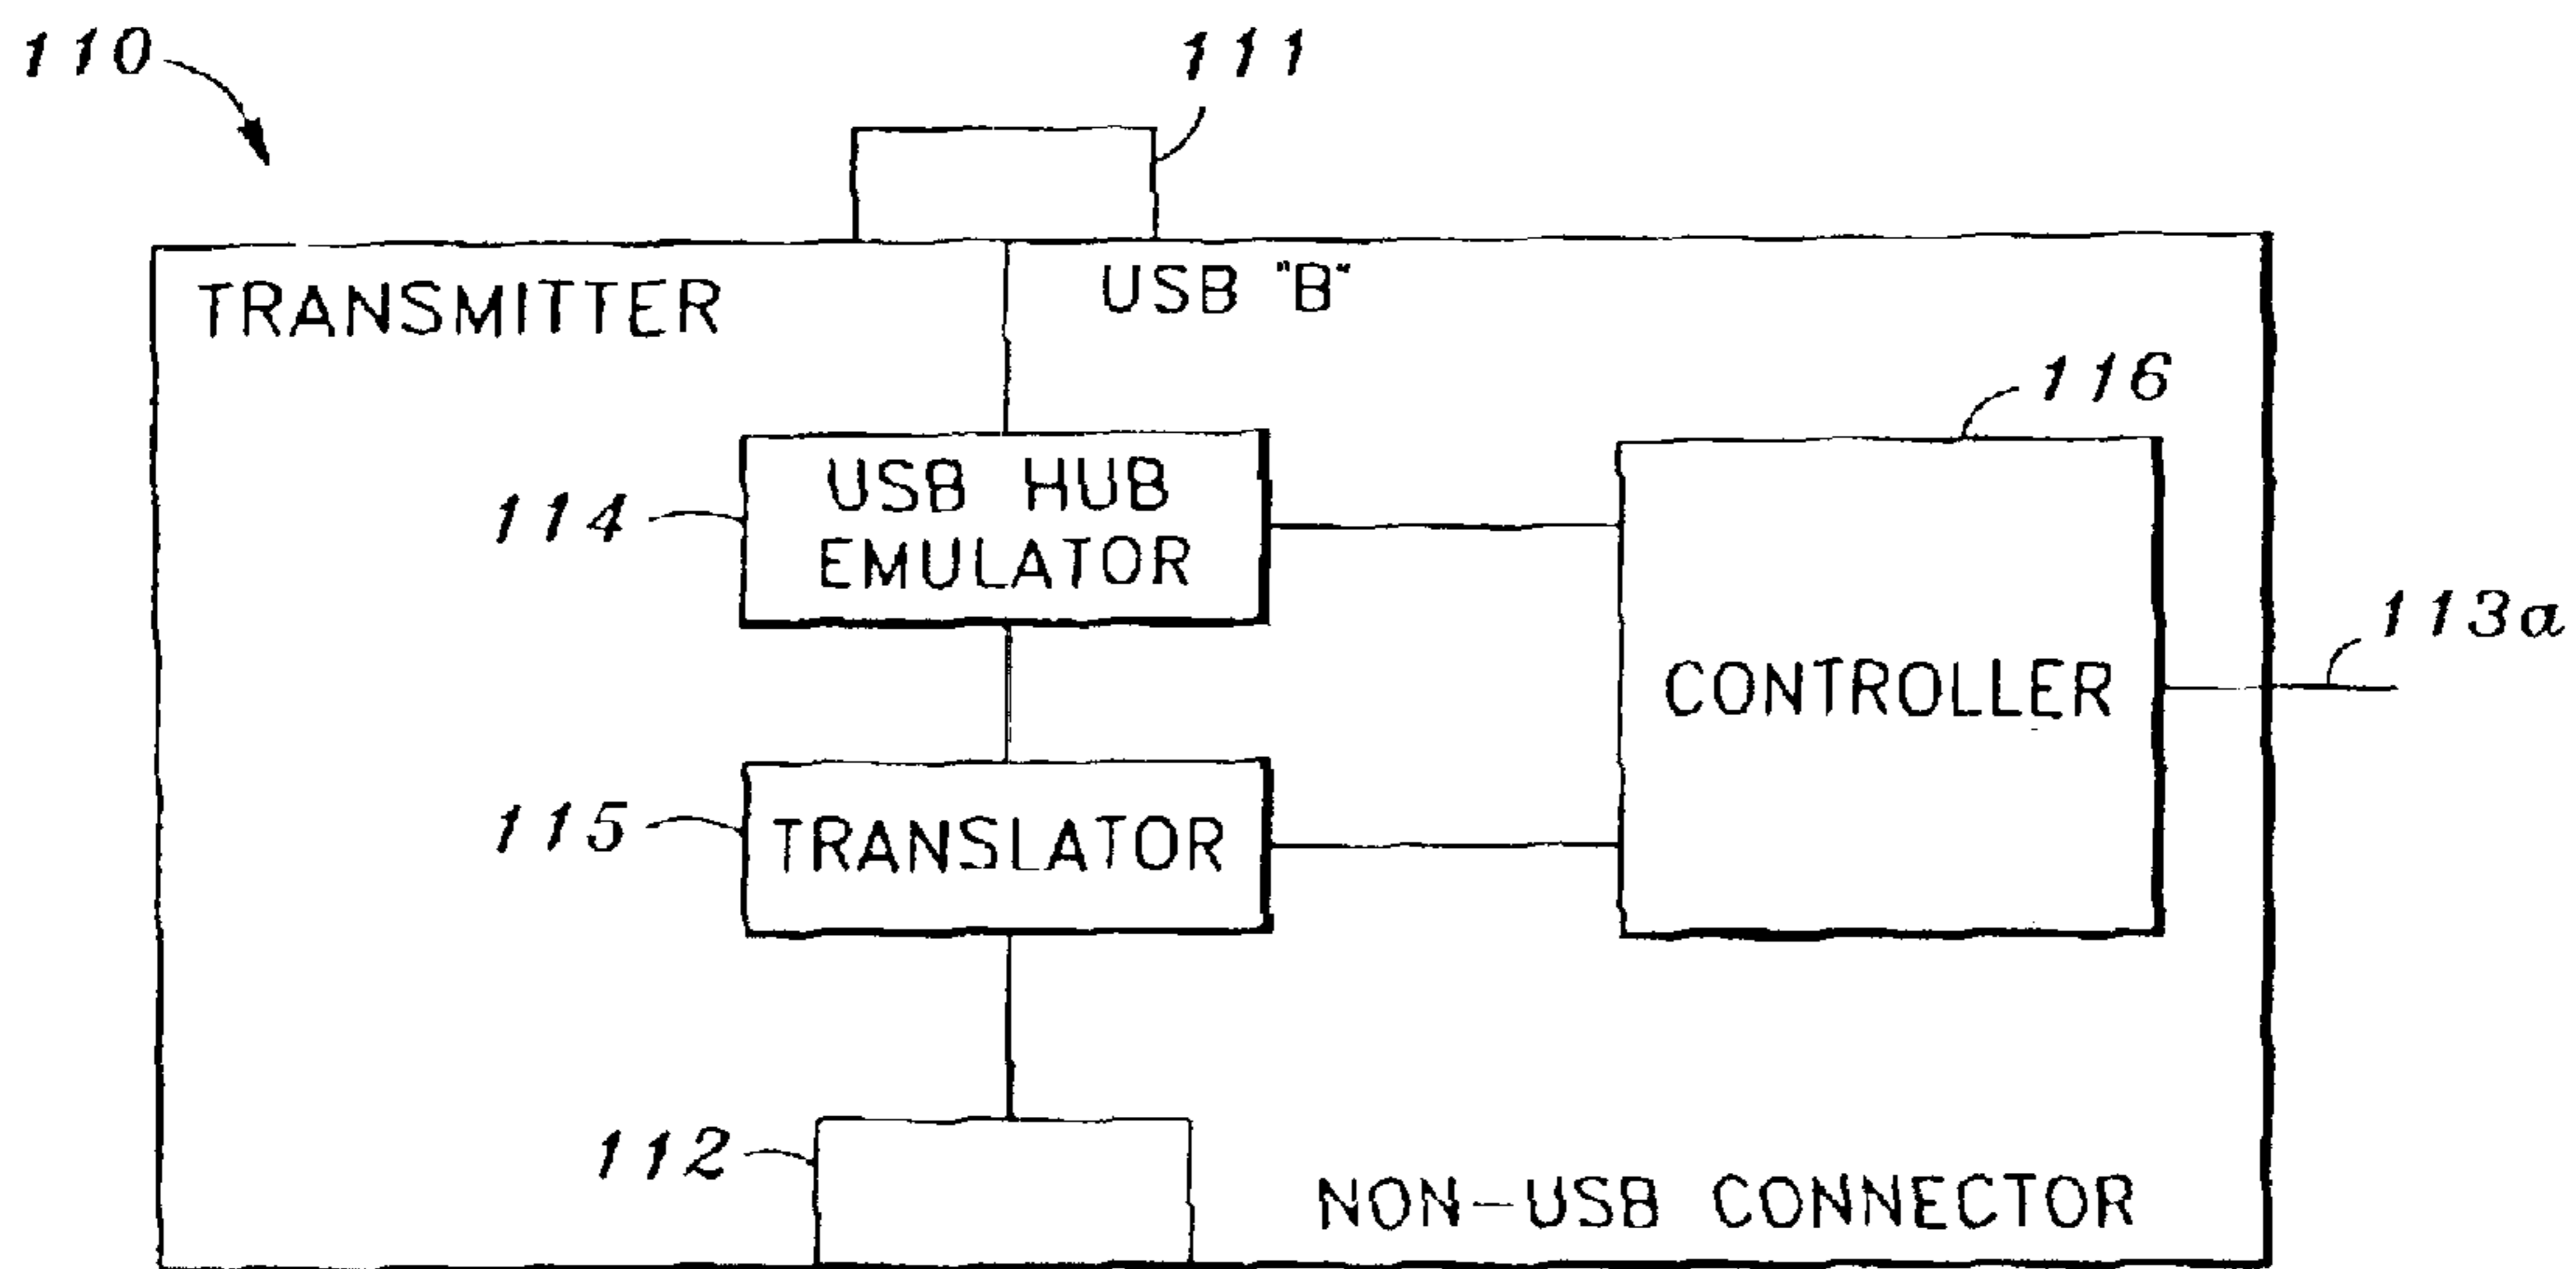 110
111
TRANSMITTER
USB "B"
116
USB HUB
EMULATOR
114
113a
CONTROLLER
115
TRANSLATOR
112
NON-USB CONNECTOR